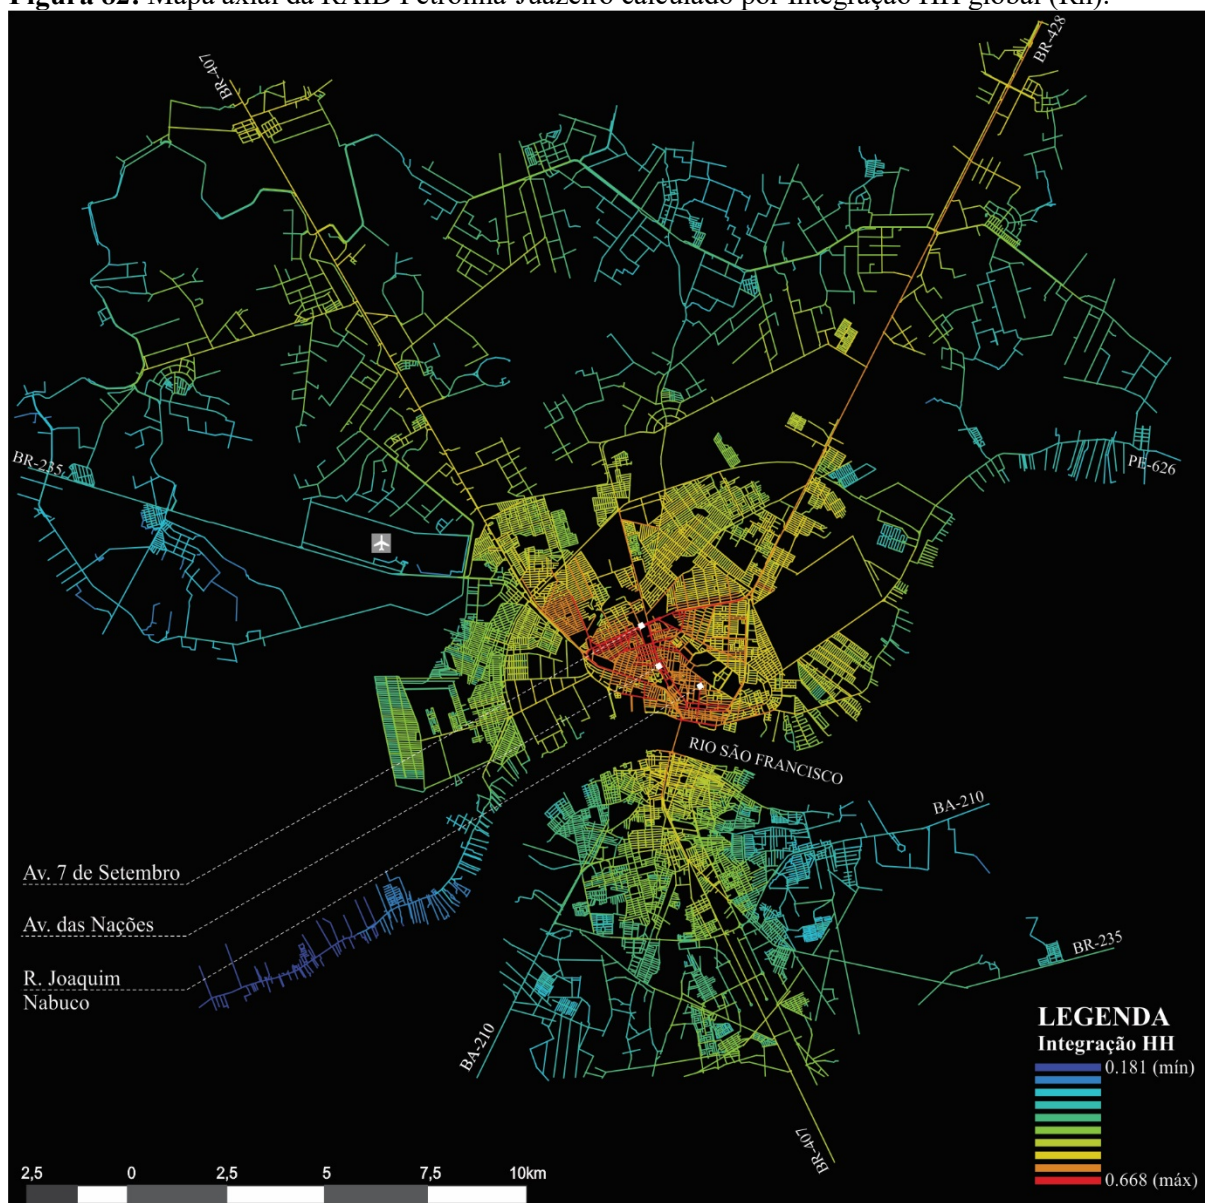 Figura 62: Mapa axial da RAID Petrolina-Juazeiro calculado por Integração HH global (Rn).
BR-407
BR-428
BR-235
PE-626
RIO SÃO FRANCISCO
BA-210
Av. 7 de Setembro
Av. das Nações
BR-235
R. Joaquim
Nabuco
LEGENDA
Integração HH
BA-210
0.181 (mín)
BR-407
2,5 0 2,5 5 7,5 10km
0.668 (máx)